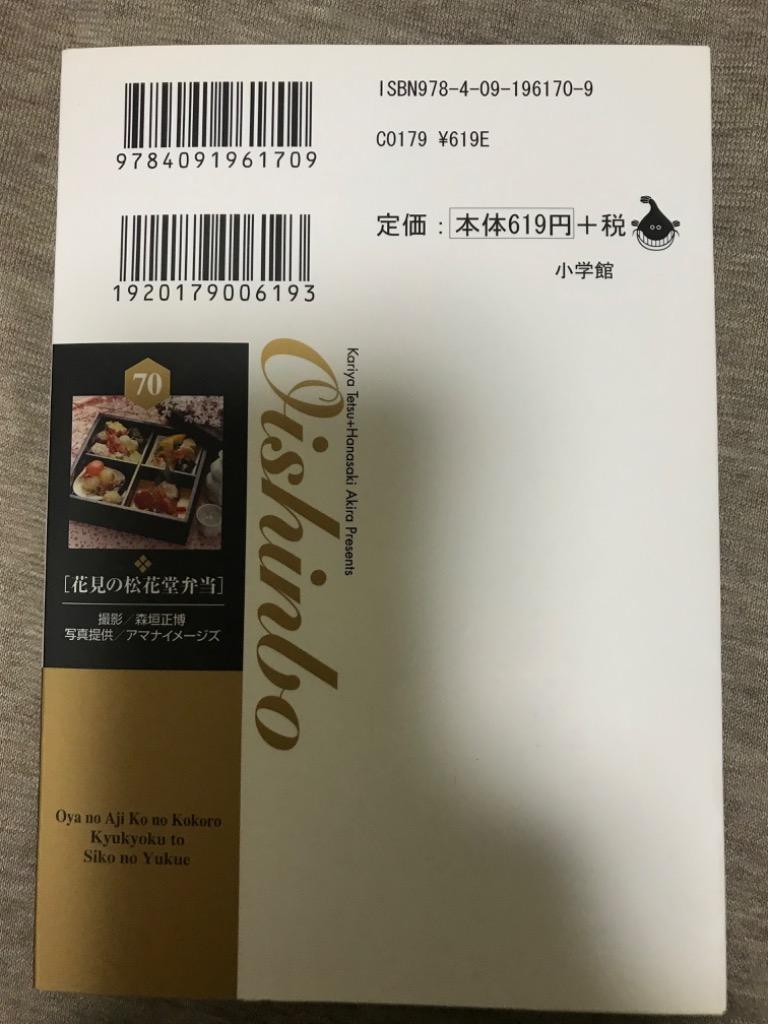 ISBN978-4-09-196170-9
9784091961709
C0179 ¥619E
定価：本体619円+税
小学館
1920179006193
70
[花見の松花堂弁当]
撮影／森垣正博
写真提供／アマナイメージズ
Oishinbo
Kariya Tetsu+Hanasaki Akira Presents
Oya no Aji Ko no Kokoro
Kyukyoku to
Siko no Yukue